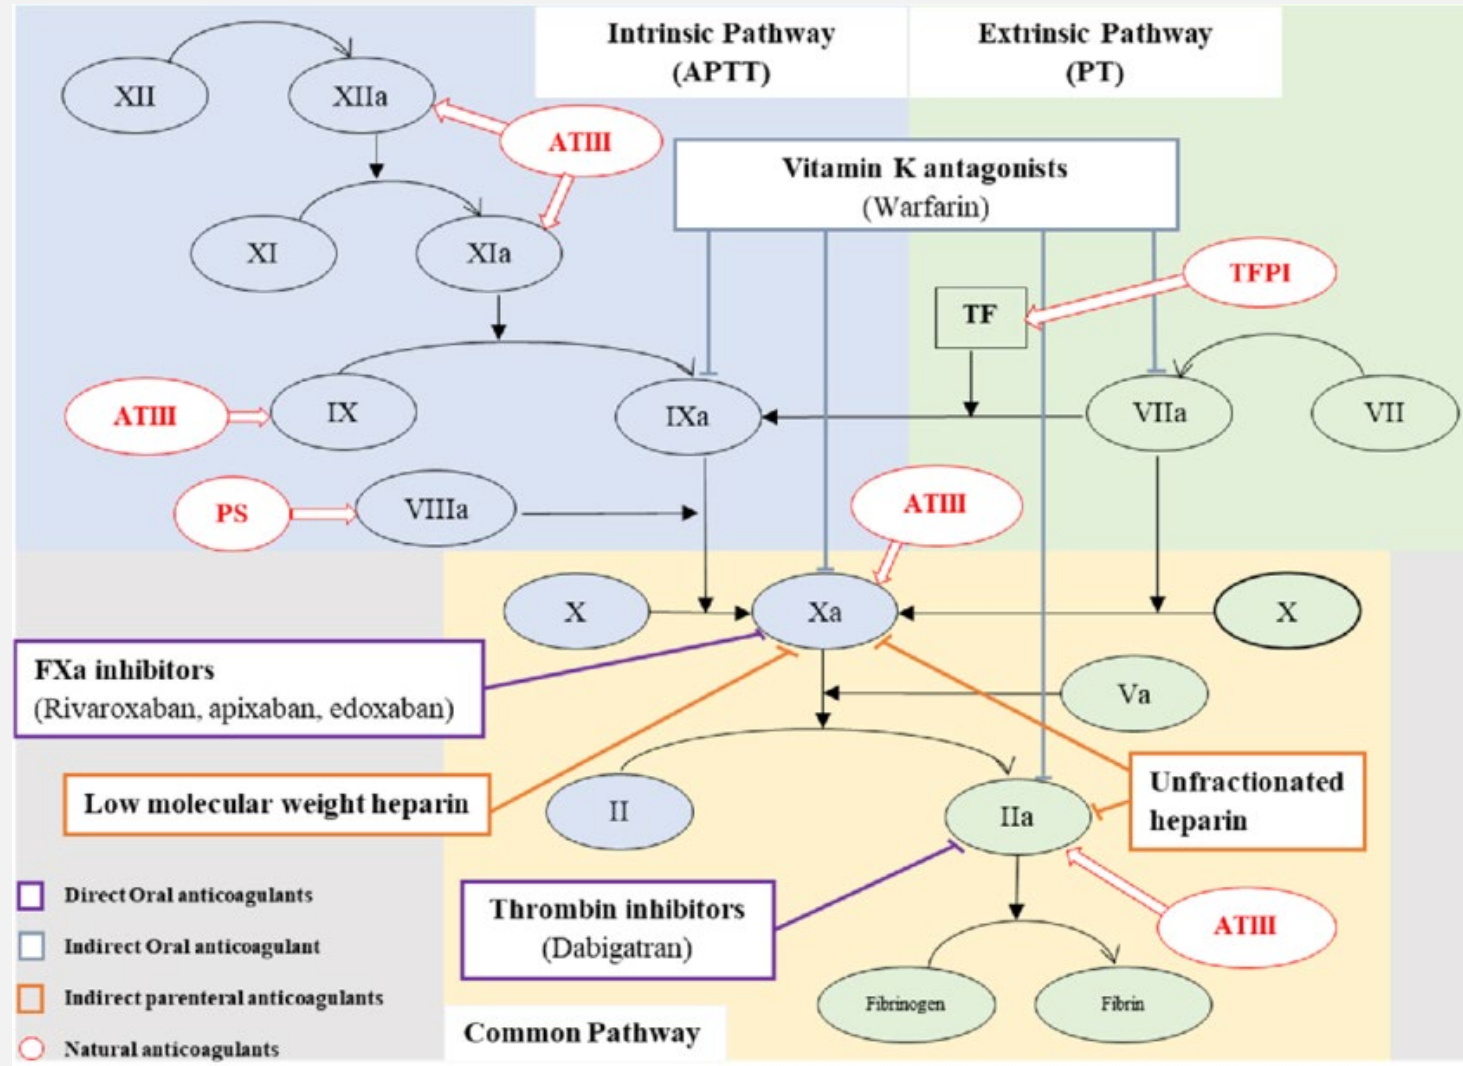 Intrinsic Pathway
(APTT)
Extrinsic Pathway
(PT)
XII
XIIa
ATIII
Vitamin K antagonists
(Warfarin)
XI
XIa
TFPI
TF
ATIII
IX
IXa
VIIa
VII
PS
VIIIa
ATIII
X
Xa
X
FXa inhibitors
(Rivaroxaban, apixaban, edoxaban)
Va
Low molecular weight heparin
II
IIa
Unfractionated
heparin
Direct Oral anticoagulants
Thrombin inhibitors
(Dabigatran)
ATIII
Indirect Oral anticoagulant
Indirect parenteral anticoagulants
Fibrinogen
Fibrin
Common Pathway
Natural anticoagulants